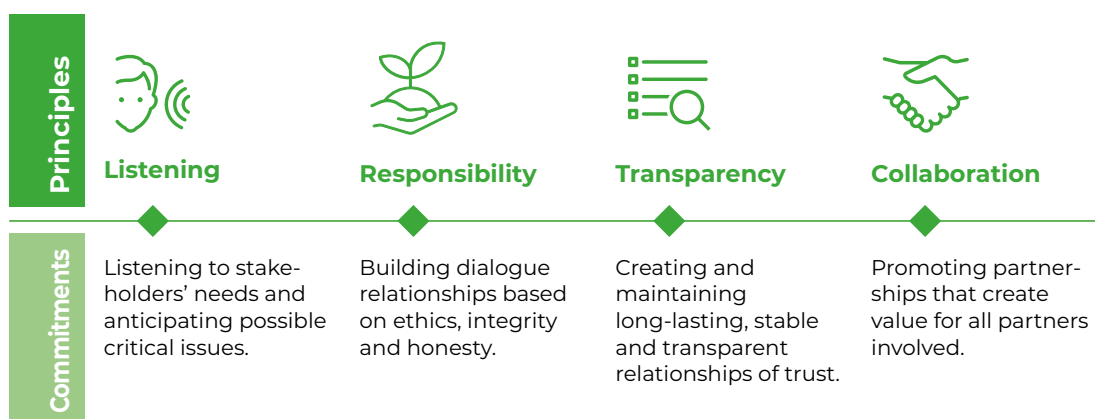 Principles
Listening
Responsibility
Transparency
Collaboration
Commitments
Listening to stake-
holders’ needs and
anticipating possible
critical issues.
Building dialogue
relationships based
on ethics, integrity
and honesty.
Creating and
maintaining
long-lasting, stable
and transparent
relationships of trust.
Promoting partner-
ships that create
value for all partners
involved.